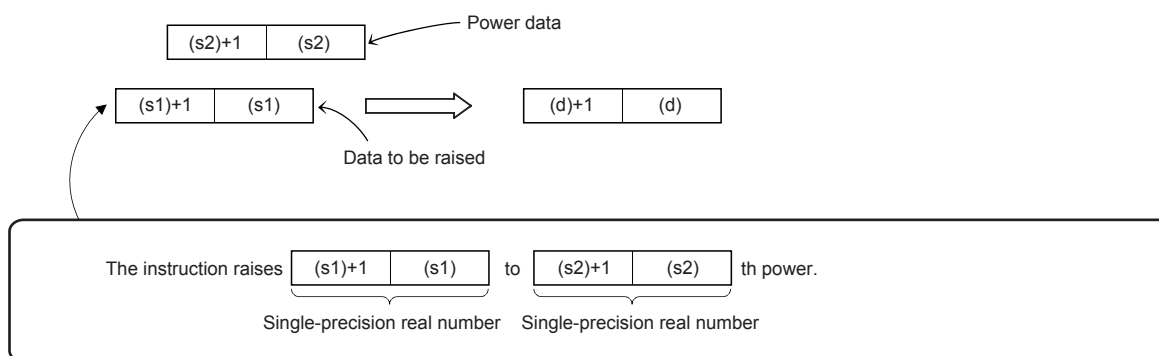 Power data
(s2)+1 (s2)
(s1)+1 (s1) (d)+1 (d)
Data to be raised
The instruction raises (s1)+1 (s1) to (s2)+1 (s2) th power.
Single-precision real number Single-precision real number